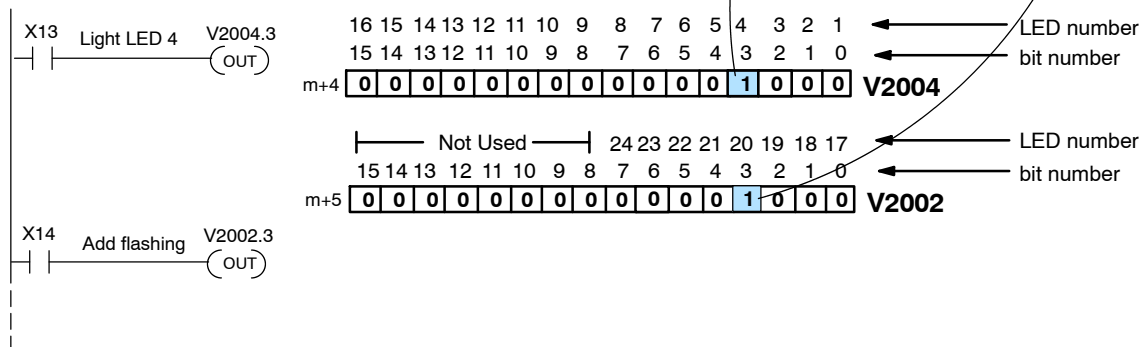 X13 Light LED 4 V2004.3
OUT
16 15 14 13 12 11 10 9 8 7 6 5 4 3 2 1 LED number
15 14 13 12 11 10 9 8 7 6 5 4 3 2 1 0 bit number
m+4 0 0 0 0 0 0 0 0 0 0 0 0 1 0 0 0 V2004
Not Used 24 23 22 21 20 19 18 17 LED number
15 14 13 12 11 10 9 8 7 6 5 4 3 2 1 0 bit number
m+5 0 0 0 0 0 0 0 0 0 0 0 0 1 0 0 0 V2002
X14 Add flashing V2002.3
OUT